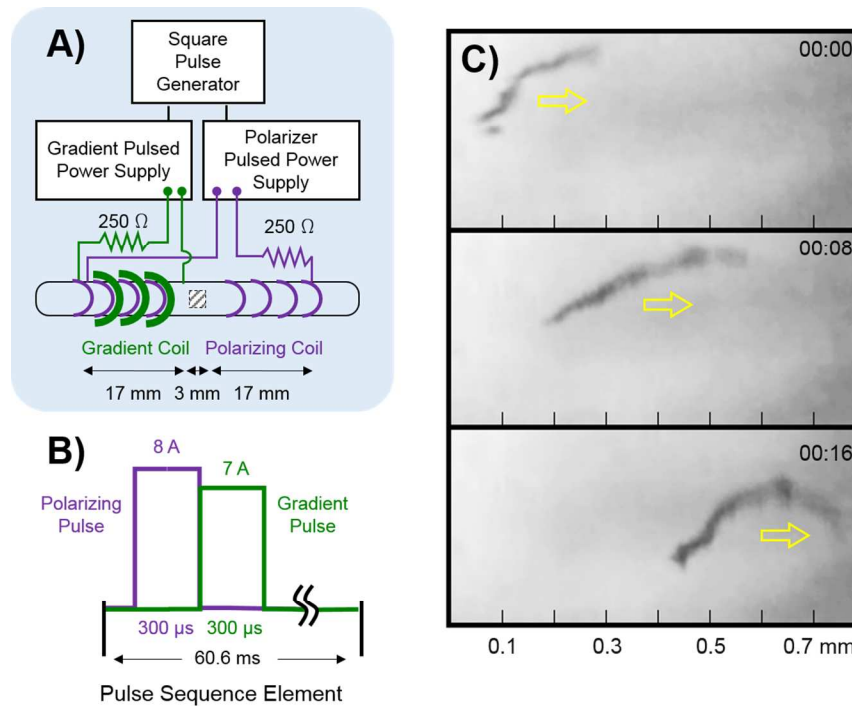 A)
Square
Pulse
Generator
Gradient Pulsed
Power Supply
Polarizer
Pulsed Power
Supply
250 Ω
250 Ω
Gradient Coil
Polarizing Coil
17 mm
3 mm
17 mm
B)
8 A
7 A
Polarizing
Pulse
Gradient
Pulse
300 µs
300 µs
60.6 ms
Pulse Sequence Element
C)
00:00
00:08
00:16
0.1
0.3
0.5
0.7 mm